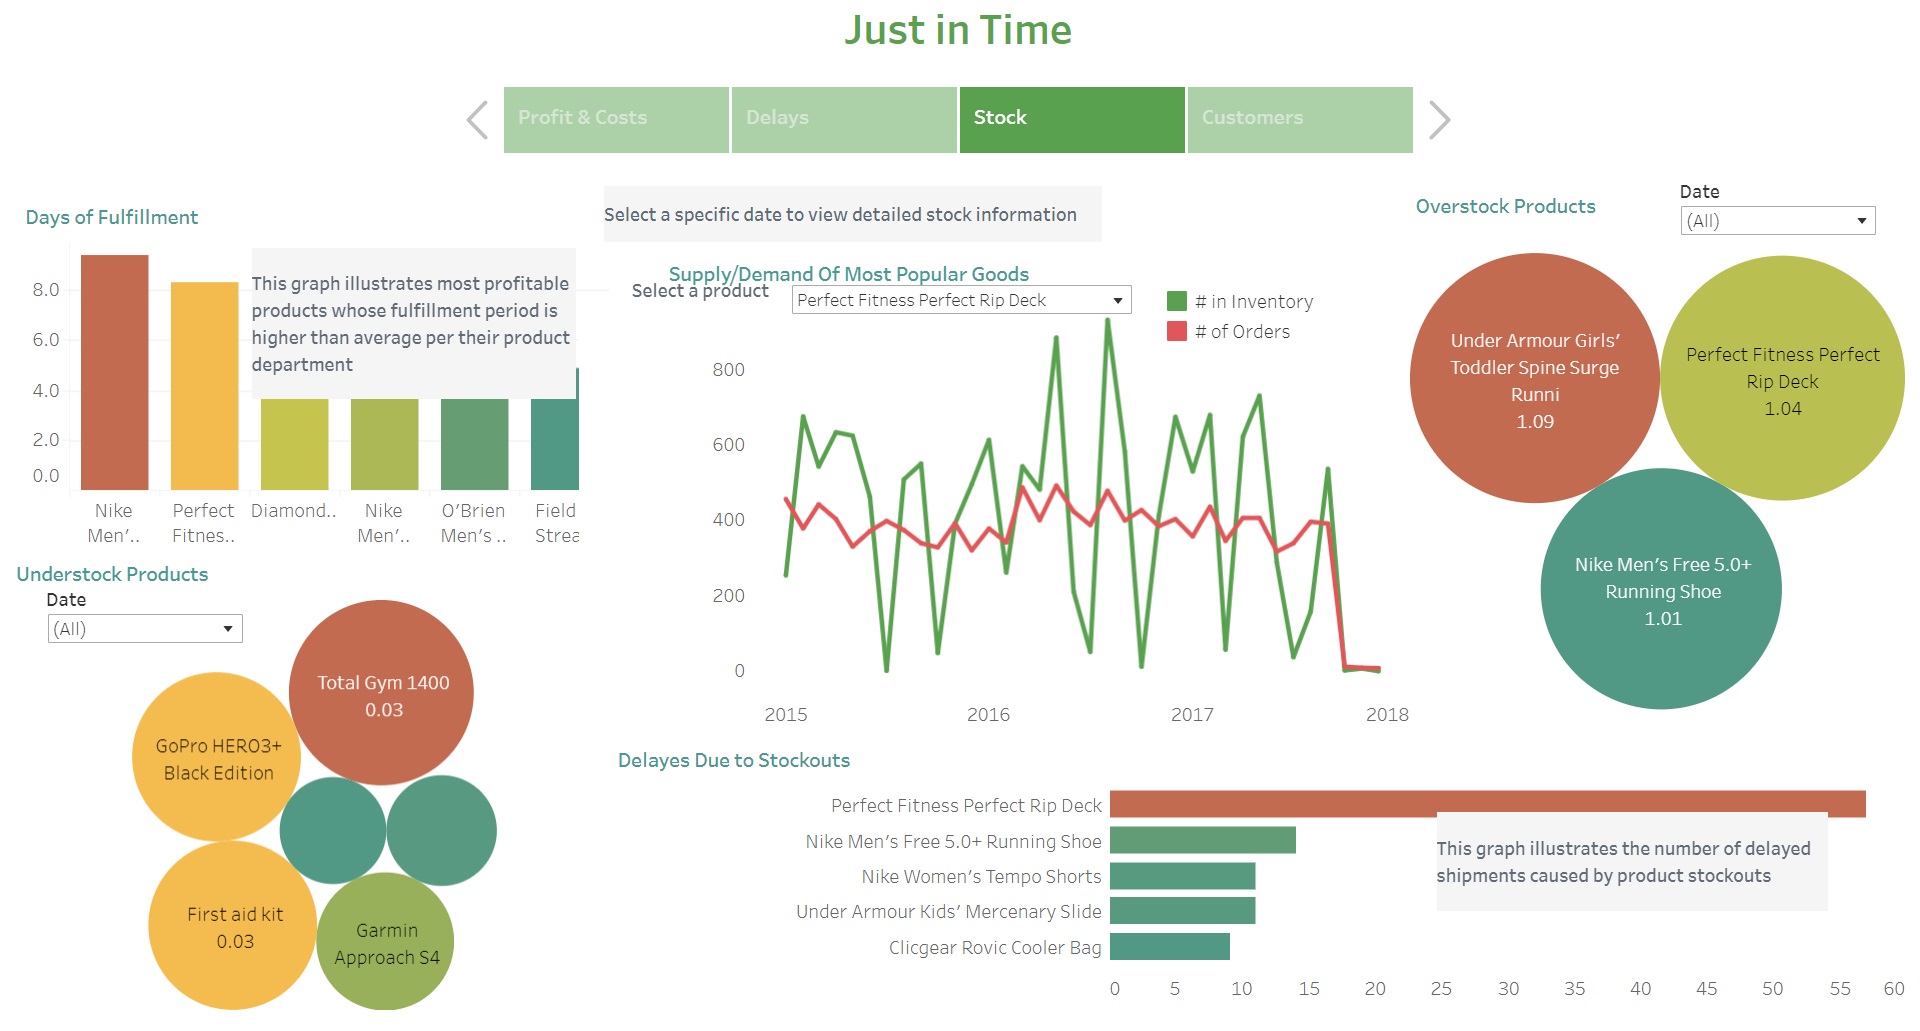 Just in Time
Profit & Costs
Delays
Stock
Customers
Days of Fulfillment
8.0
6.0
4.0
2.0
0.0
This graph illustrates most profitable
products whose fulfillment period is
higher than average per their product
department
Nike
Men'..
Perfect
Fitnes..
Diamond..
Nike
Men'..
O'Brien
Men's ..
Field
Strea
Select a specific date to view detailed stock information
Supply/Demand Of Most Popular Goods
Select a product
Perfect Fitness Perfect Rip Deck
# in Inventory
# of Orders
800
600
400
200
0
2015
2016
2017
2018
Overstock Products
Date
(All)
Under Armour Girls'
Toddler Spine Surge
Runni
1.09
Perfect Fitness Perfect
Rip Deck
1.04
Nike Men's Free 5.0+
Running Shoe
1.01
Understock Products
Date
(All)
Total Gym 1400
0.03
GoPro HERO3+
Black Edition
First aid kit
0.03
Garmin
Approach S4
Delayes Due to Stockouts
Perfect Fitness Perfect Rip Deck
Nike Men's Free 5.0+ Running Shoe
Nike Women's Tempo Shorts
Under Armour Kids' Mercenary Slide
Clicgear Rovic Cooler Bag
This graph illustrates the number of delayed
shipments caused by product stockouts
0 5 10 15 20 25 30 35 40 45 50 55 60